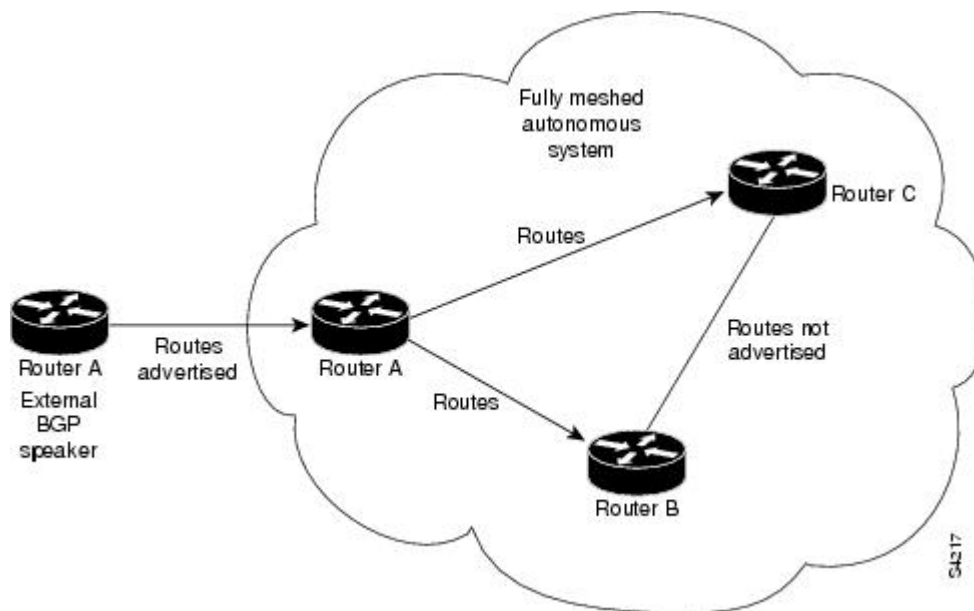 Fully meshed
autonomous
system
Router C
Routes
Routes not
advertised
Router A
Routes
advertised
Router A
External
BGP
speaker
Routes
Router B
S4217